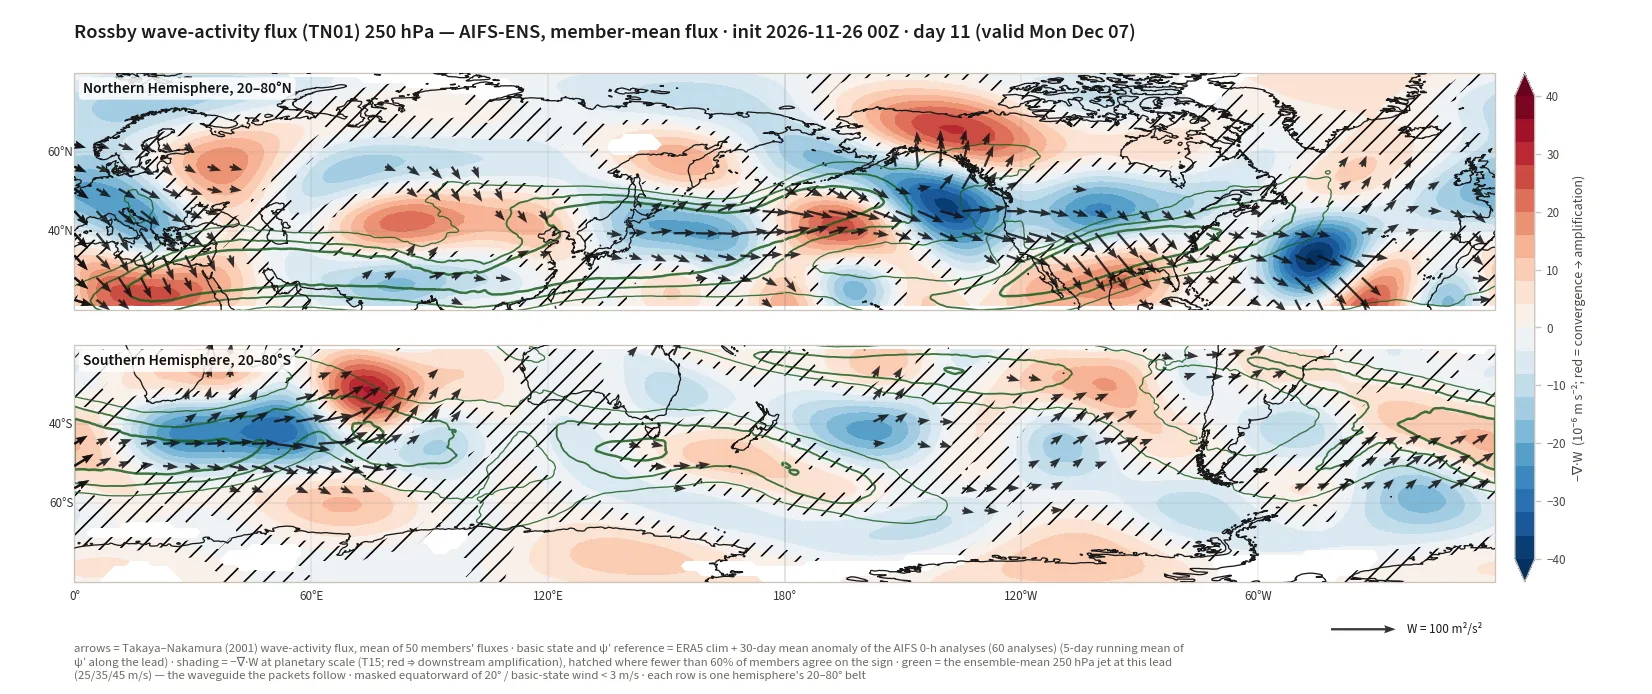 Rossby wave-activity flux (TN01) 250 hPa — AIFS-ENS, member-mean flux · init 2026-11-26 00Z · day 11 (valid Mon Dec 07)
Northern Hemisphere, 20–80°N
60°N
40°N
Southern Hemisphere, 20–80°S
40°S
60°S
0°
60°E
120°E
180°
120°W
60°W
40
30
20
10
0
−10
−20
−30
−40
−∇·W (10⁻⁶ m s⁻²; red = convergence → amplification)
W = 100 m²/s²
arrows = Takaya–Nakamura (2001) wave-activity flux, mean of 50 members' fluxes · basic state and ψ' reference = ERA5 clim + 30-day mean anomaly of the AIFS 0-h analyses (60 analyses) (5-day running mean of
ψ' along the lead) · shading = −∇·W at planetary scale (T15; red ⇒ downstream amplification), hatched where fewer than 60% of members agree on the sign · green = the ensemble-mean 250 hPa jet at this lead
(25/35/45 m/s) — the waveguide the packets follow · masked equatorward of 20° / basic-state wind < 3 m/s · each row is one hemisphere's 20–80° belt